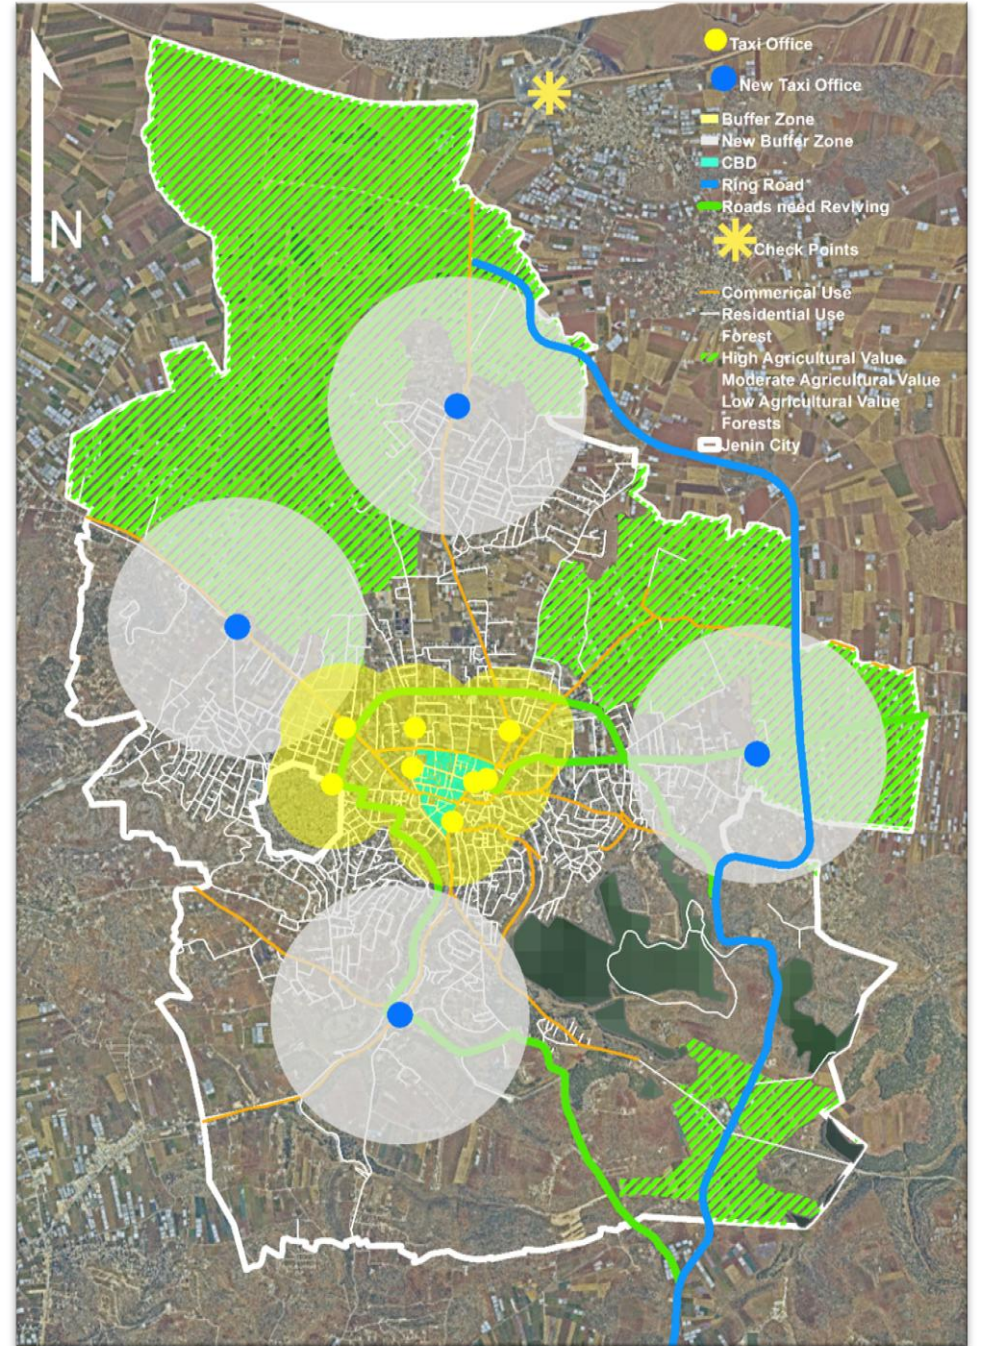 Taxi Office
New Taxi Office
Buffer Zone
New Buffer Zone
CBD
Ring Road
Roads need Reviving
Check Points
Commerical Use
Residential Use
Forest
High Agricultural Value
Moderate Agricultural Value
Low Agricultural Value
Forests
Jenin City
N